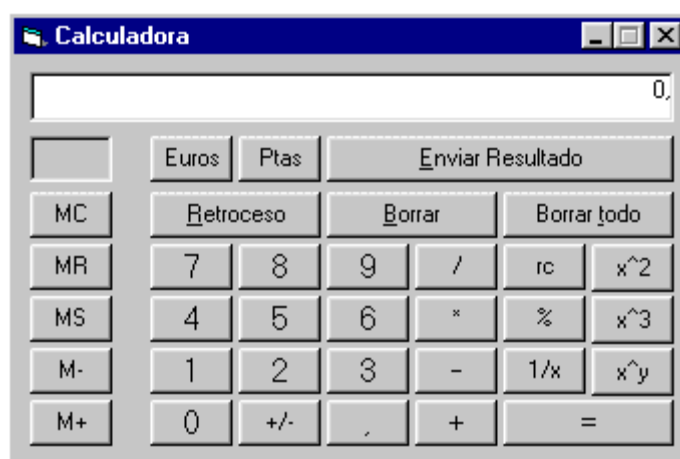 Calculadora
0,
Euros Ptas Enviar Resultado
MC Retroceso Borrar Borrar todo
MR 7 8 9 / rc x^2
MS 4 5 6 * % x^3
M- 1 2 3 - 1/x x^y
M+ 0 +/- , + =